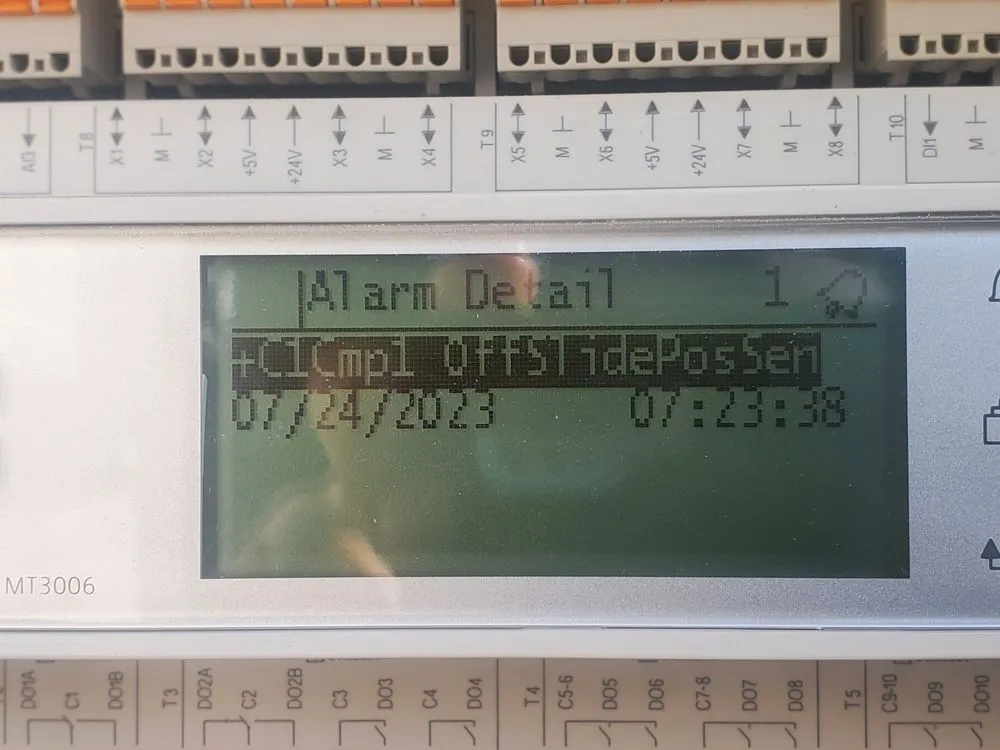 AI3 T8 X1 M X2 +5V +24V X3 M X4 T9 X5 M X6 +5V +24V X7 M X8 T10 DI1 M
Alarm Detail 1
+C1Cmp1 OffSlidePosSen
07/24/2023 07:23:38
MT3006
DO1A C1 DO1B T3 DO2A C2 DO2B C3 DO3 C4 DO4 T4 C5-6 DO5 DO6 C7-8 DO7 DO8 T5 C9-10 DO9 DO10